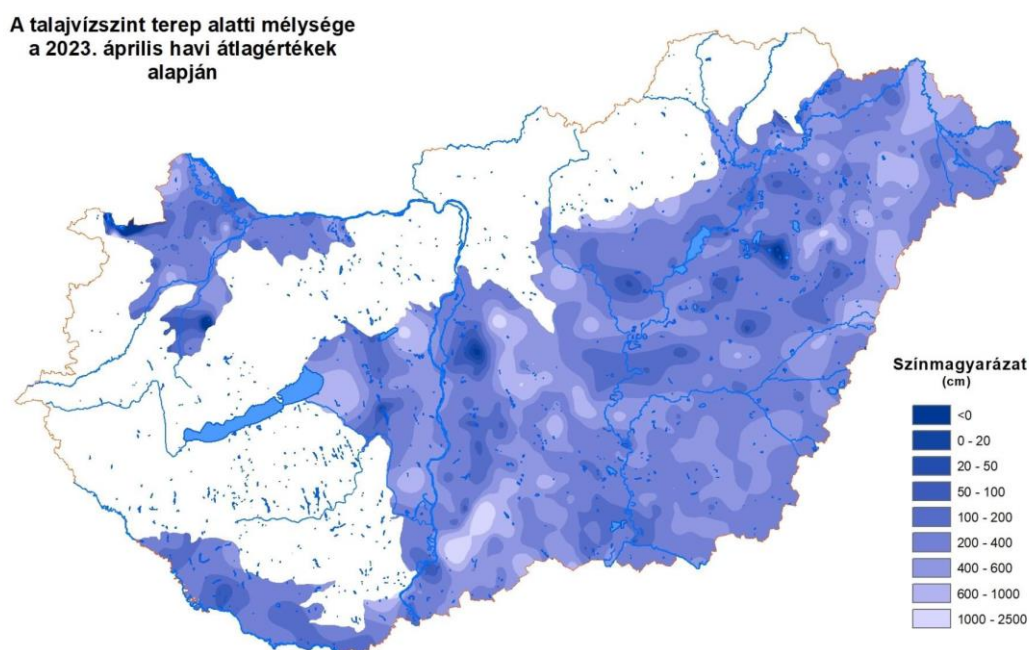 A talajvízszint terep alatti mélysége
a 2023. április havi átlagértékek
alapján
Színmagyarázat
(cm)
<0
0 - 20
20 - 50
50 - 100
100 - 200
200 - 400
400 - 600
600 - 1000
1000 - 2500